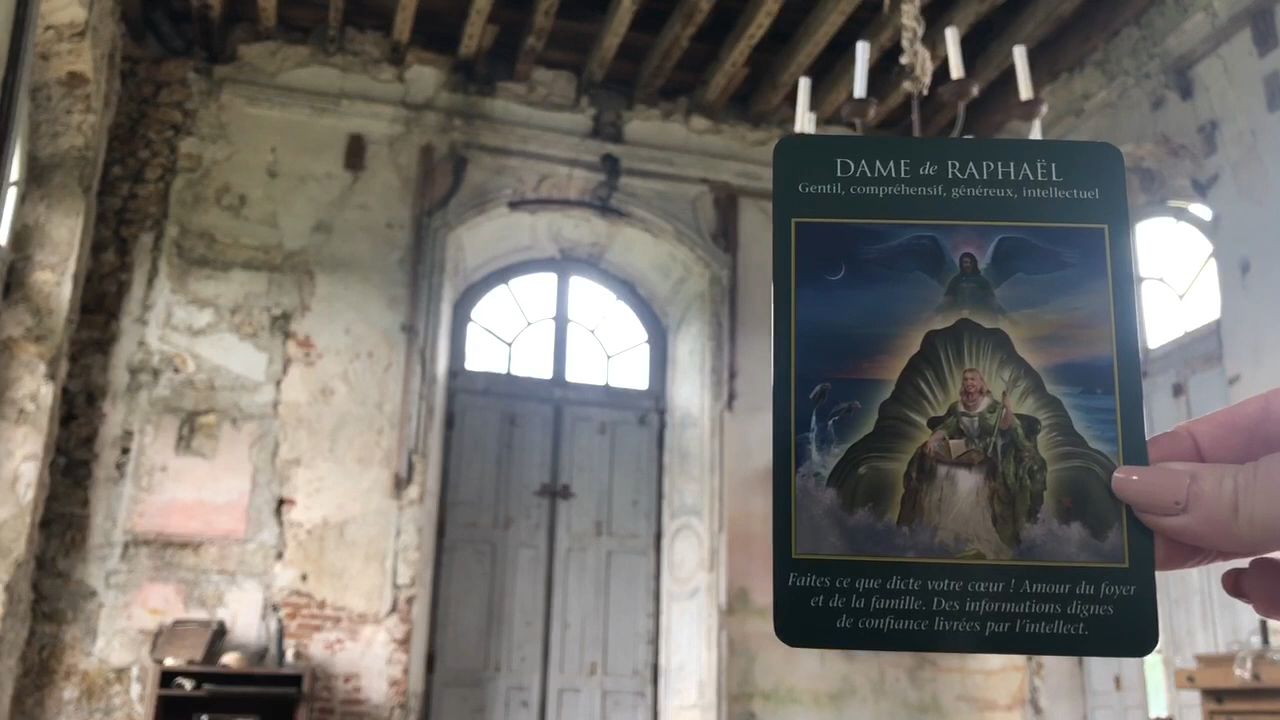 DAME de RAPHAËL
Gentil, compréhensif, généreux, intellectuel
Faites ce que dicte votre cœur ! Amour du foyer
et de la famille. Des informations dignes
de confiance livrées par l'intellect.